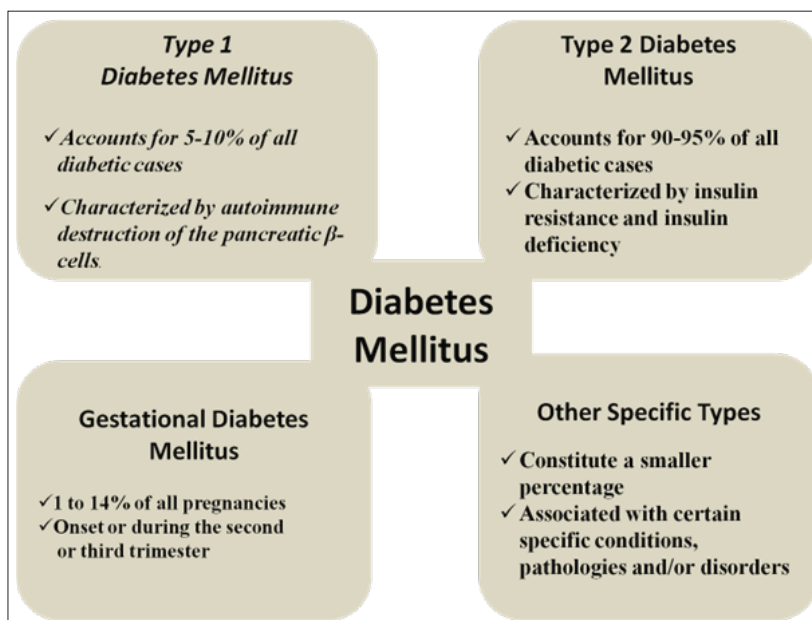 Type 1
Diabetes Mellitus
✓Accounts for 5-10% of all
diabetic cases
✓Characterized by autoimmune
destruction of the pancreatic β-
cells.
Type 2 Diabetes
Mellitus
✓ Accounts for 90-95% of all
diabetic cases
✓ Characterized by insulin
resistance and insulin
deficiency
Diabetes
Mellitus
Gestational Diabetes
Mellitus
✓1 to 14% of all pregnancies
✓Onset or during the second
or third trimester
Other Specific Types
✓ Constitute a smaller
percentage
✓ Associated with certain
specific conditions,
pathologies and/or disorders